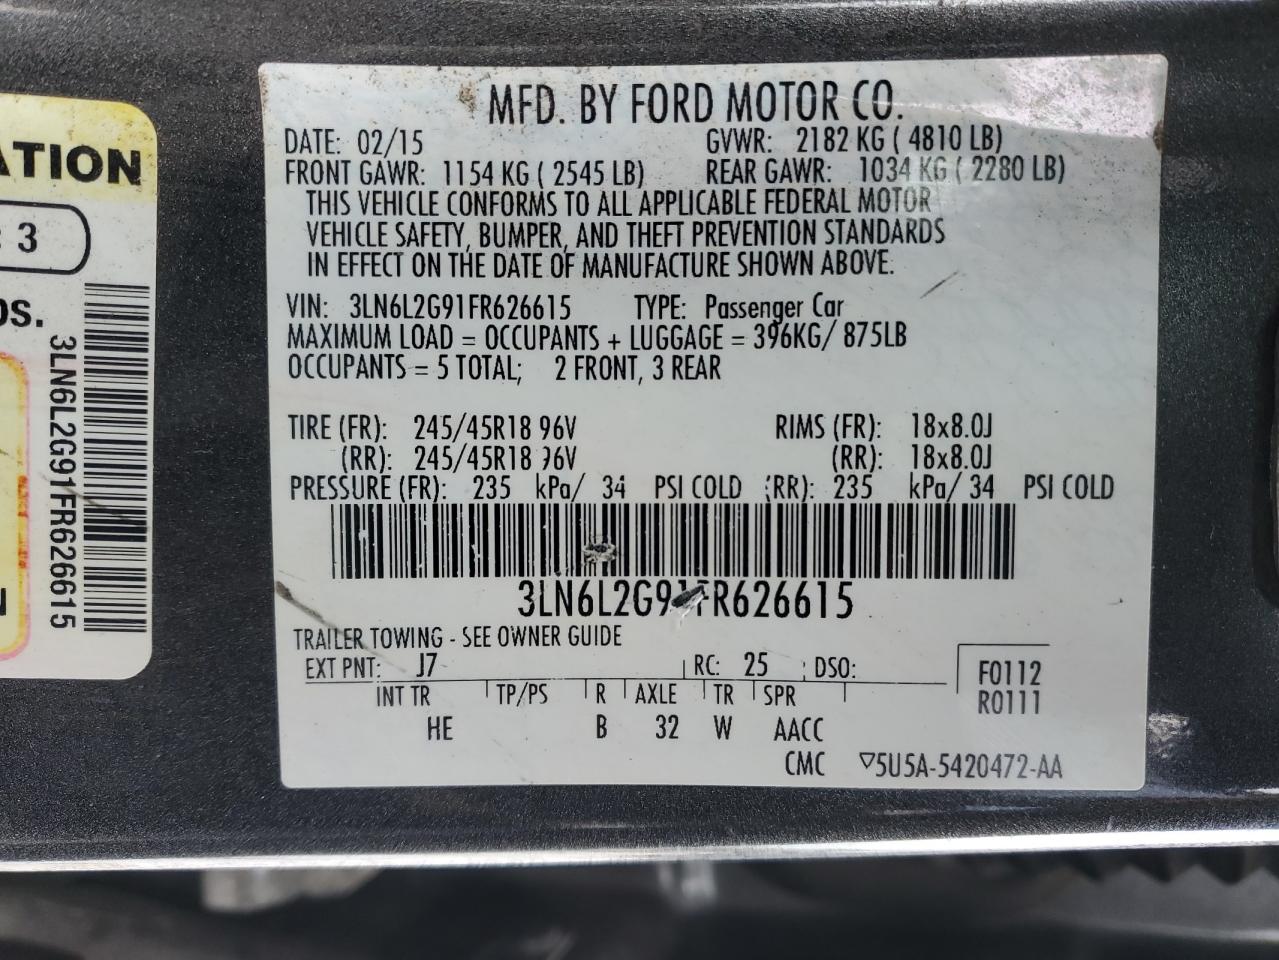 ATION
3
OS.
3LN6L2G91FR626615
N
MFD. BY FORD MOTOR CO.
DATE: 02/15 GVWR: 2182 KG ( 4810 LB)
FRONT GAWR: 1154 KG ( 2545 LB) REAR GAWR: 1034 KG ( 2280 LB)
THIS VEHICLE CONFORMS TO ALL APPLICABLE FEDERAL MOTOR
VEHICLE SAFETY, BUMPER, AND THEFT PREVENTION STANDARDS
IN EFFECT ON THE DATE OF MANUFACTURE SHOWN ABOVE.
VIN: 3LN6L2G91FR626615 TYPE: Passenger Car
MAXIMUM LOAD = OCCUPANTS + LUGGAGE = 396KG/ 875LB
OCCUPANTS = 5 TOTAL; 2 FRONT, 3 REAR
TIRE (FR): 245/45R18 96V RIMS (FR): 18x8.0J
(RR): 245/45R18 96V (RR): 18x8.0J
PRESSURE (FR): 235 kPa/ 34 PSI COLD (RR): 235 kPa/ 34 PSI COLD
3LN6L2G91FR626615
TRAILER TOWING - SEE OWNER GUIDE
EXT PNT: J7 RC: 25 DSO:
F0112
R0111
INT TR TP/PS R AXLE TR SPR
HE B 32 W AACC
CMC ▽5U5A-5420472-AA